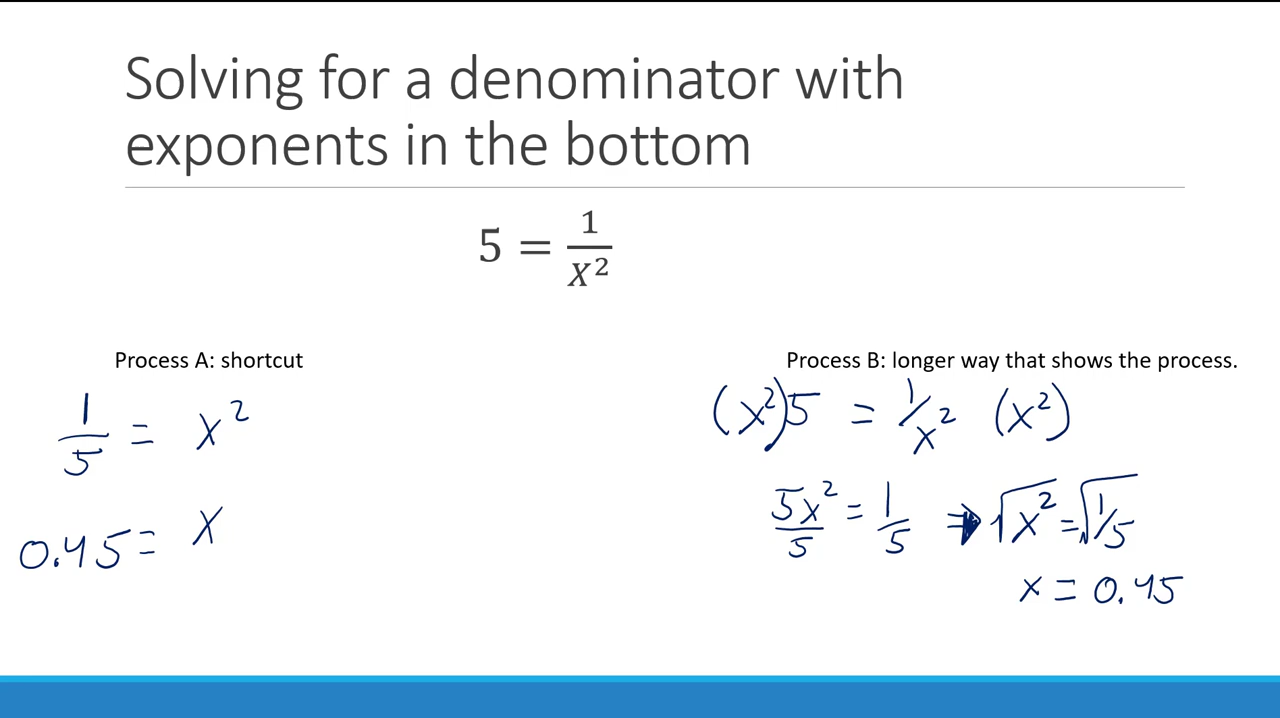 Solving for a denominator with
exponents in the bottom
5 = 1/X²
Process A: shortcut
1/5 = x²
0.45 = x
Process B: longer way that shows the process.
(x²)5 = 1/x² (x²)
5x²/5 = 1/5 ⇒ √x² = √1/5
x = 0.45